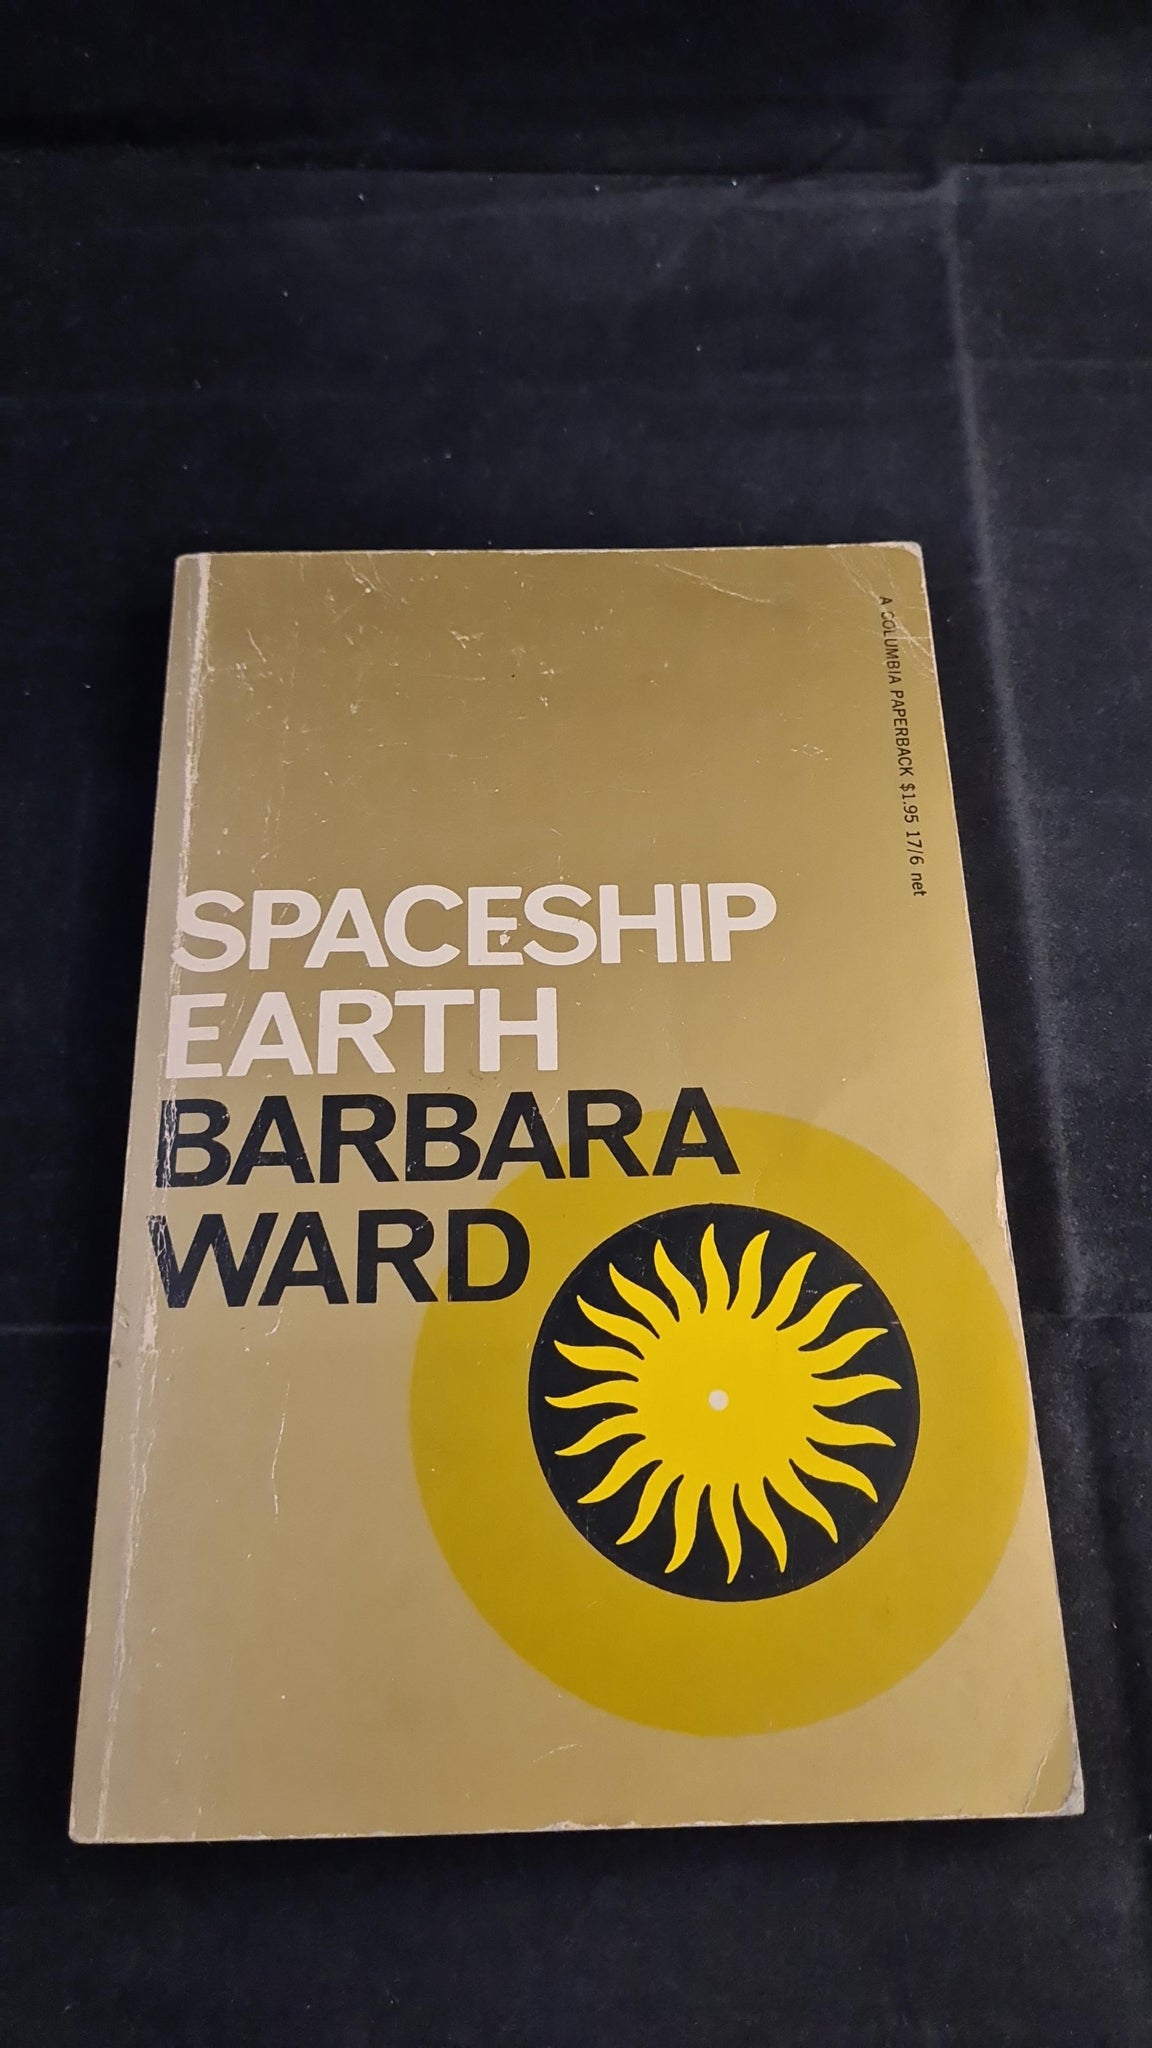 A COLUMBIA PAPERBACK $1.95 17/6 net
SPACESHIP
EARTH
BARBARA
WARD